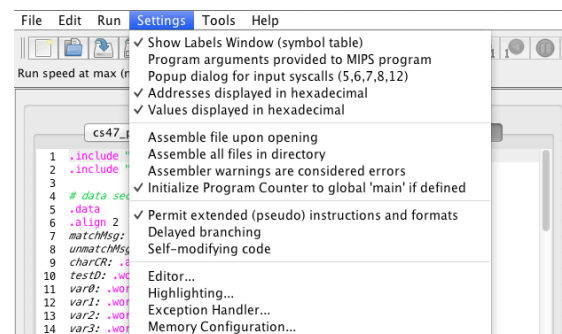 File Edit Run Settings Tools Help
Run speed at max (
✓ Show Labels Window (symbol table)
Program arguments provided to MIPS program
Popup dialog for input syscalls (5,6,7,8,12)
✓ Addresses displayed in hexadecimal
✓ Values displayed in hexadecimal
Assemble file upon opening
Assemble all files in directory
Assembler warnings are considered errors
✓ Initialize Program Counter to global 'main' if defined
✓ Permit extended (pseudo) instructions and formats
Delayed branching
Self-modifying code
Editor...
Highlighting...
Exception Handler...
Memory Configuration...
cs47_
1 .include "
2 .include "
3
4 # data sec
5 .data
6 .align 2
7 matchMsg:
8 unmatchMsg
9 charCR: .a
10 testD: .wo
11 var0: .wor
12 var1: .wor
13 var2: .wor
14 var3: .wor